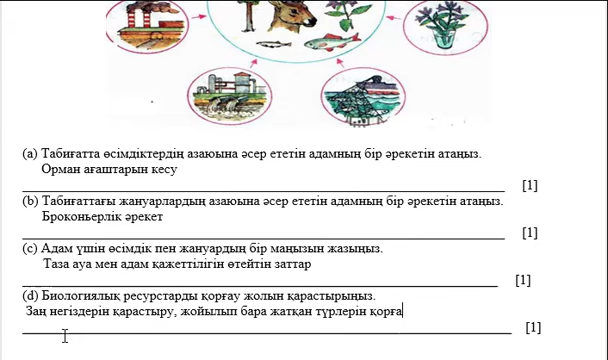 (a) Табиғатта өсімдіктердің азаюына әсер ететін адамның бір әрекетін атаңыз.
Орман ағаштарын кесу
[1]
(b) Табиғаттағы жануарлардың азаюына әсер ететін адамның бір әрекетін атаңыз.
Броконьерлік әрекет
[1]
(c) Адам үшін өсімдік пен жануардың бір маңызын жазыңыз.
Таза ауа мен адам қажеттілігін өтейтін заттар
[1]
(d) Биологиялық ресурстарды қорғау жолын қарастырыңыз.
Заң негіздерін қарастыру, жойылып бара жатқан түрлерін қорға
[1]